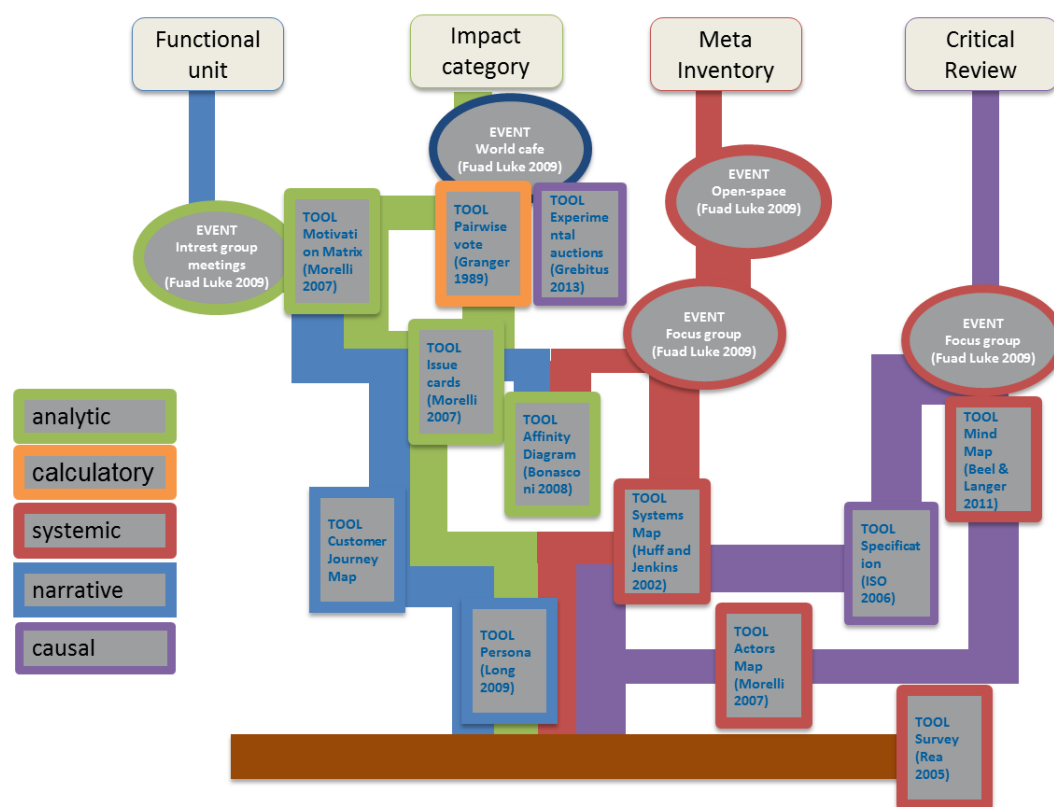 Functional
unit
Impact
category
Meta
Inventory
Critical
Review
EVENT
World cafe
(Fuad Luke 2009)
EVENT
Open-space
(Fuad Luke 2009)
EVENT
Intrest group
meetings
(Fuad Luke 2009)
TOOL
Motivati
on Matrix
(Morelli
2007)
TOOL
Pairwise
vote
(Granger
1989)
TOOL
Experime
ntal
auctions
(Grebitus
2013)
EVENT
Focus group
(Fuad Luke 2009)
EVENT
Focus group
(Fuad Luke 2009)
TOOL
Issue
cards
(Morelli
2007)
TOOL
Affinity
Diagram
(Bonasco
ni 2008)
TOOL
Mind
Map
(Beel &
Langer
2011)
analytic
calculatory
systemic
narrative
causal
TOOL
Customer
Journey
Map
TOOL
Systems
Map
(Huff and
Jenkins
2002)
TOOL
Specificat
ion
(ISO
2006)
TOOL
Persona
(Long
2009)
TOOL
Actors
Map
(Morelli
2007)
TOOL
Survey
(Rea
2005)